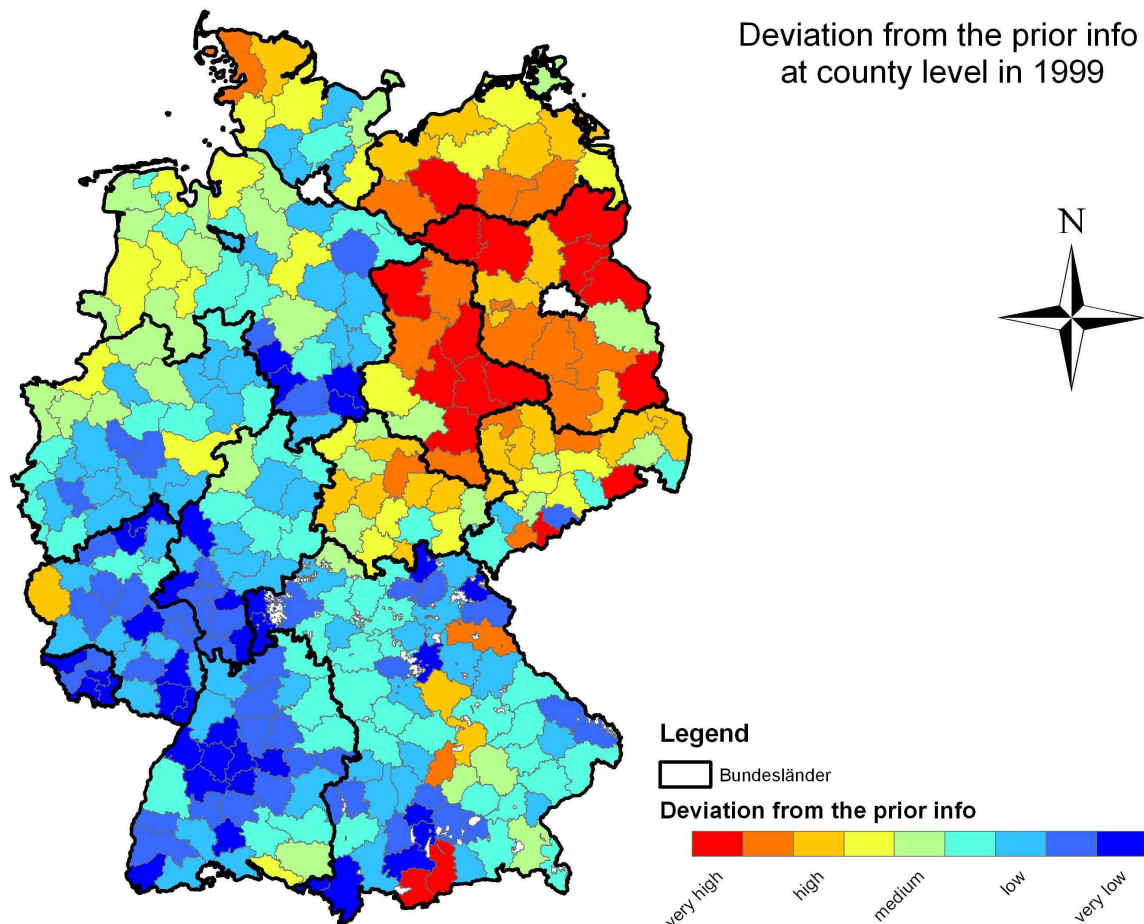 Deviation from the prior info
at county level in 1999
N
Legend
Bundesländer
Deviation from the prior info
very high
high
medium
low
very low